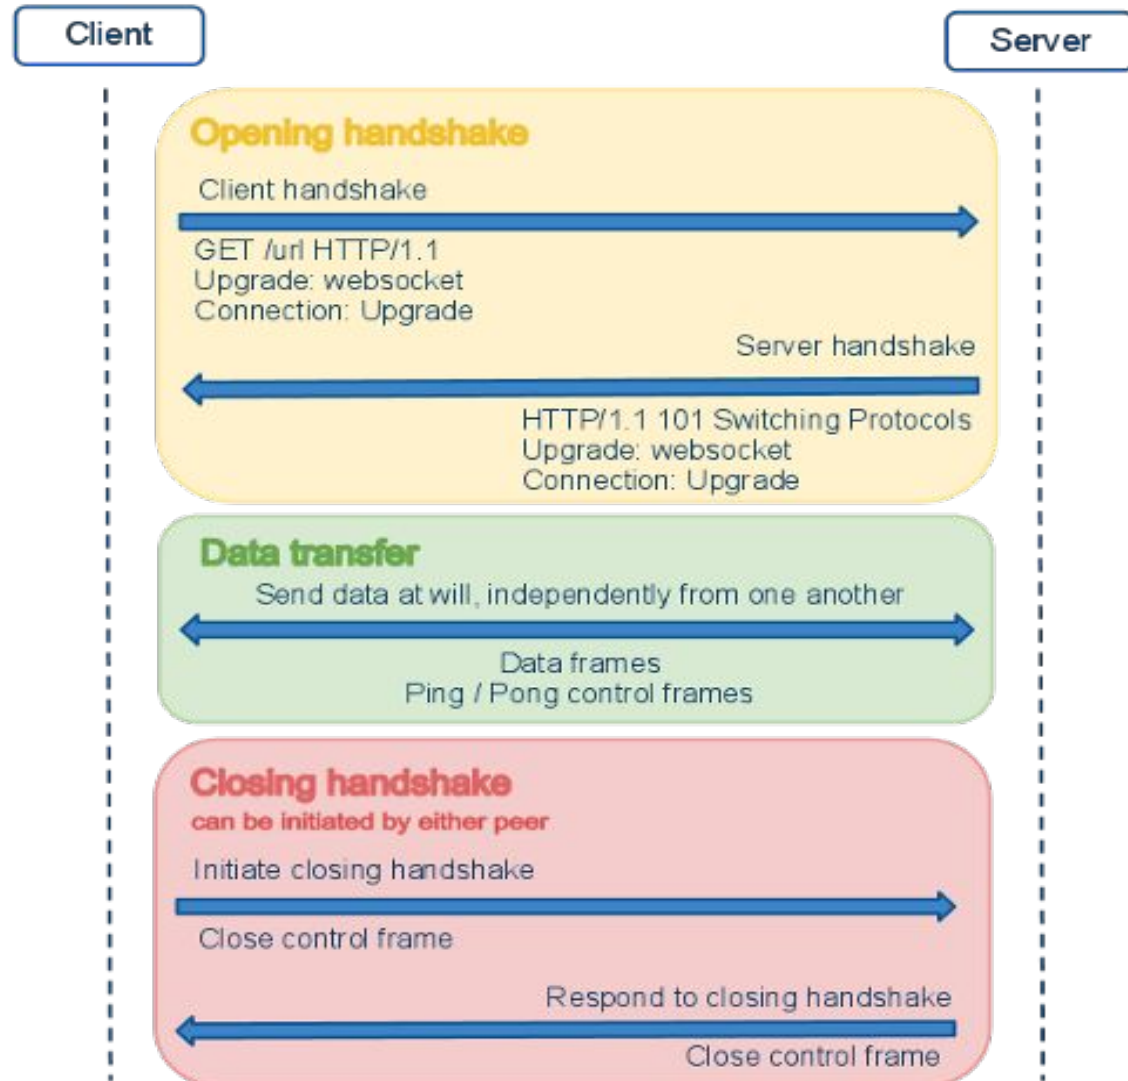 Client
Server
Opening handshake
Client handshake
GET /url HTTP/1.1
Upgrade: websocket
Connection: Upgrade
Server handshake
HTTP/1.1 101 Switching Protocols
Upgrade: websocket
Connection: Upgrade
Data transfer
Send data at will, independently from one another
Data frames
Ping / Pong control frames
Closing handshake
can be initiated by either peer
Initiate closing handshake
Close control frame
Respond to closing handshake
Close control frame